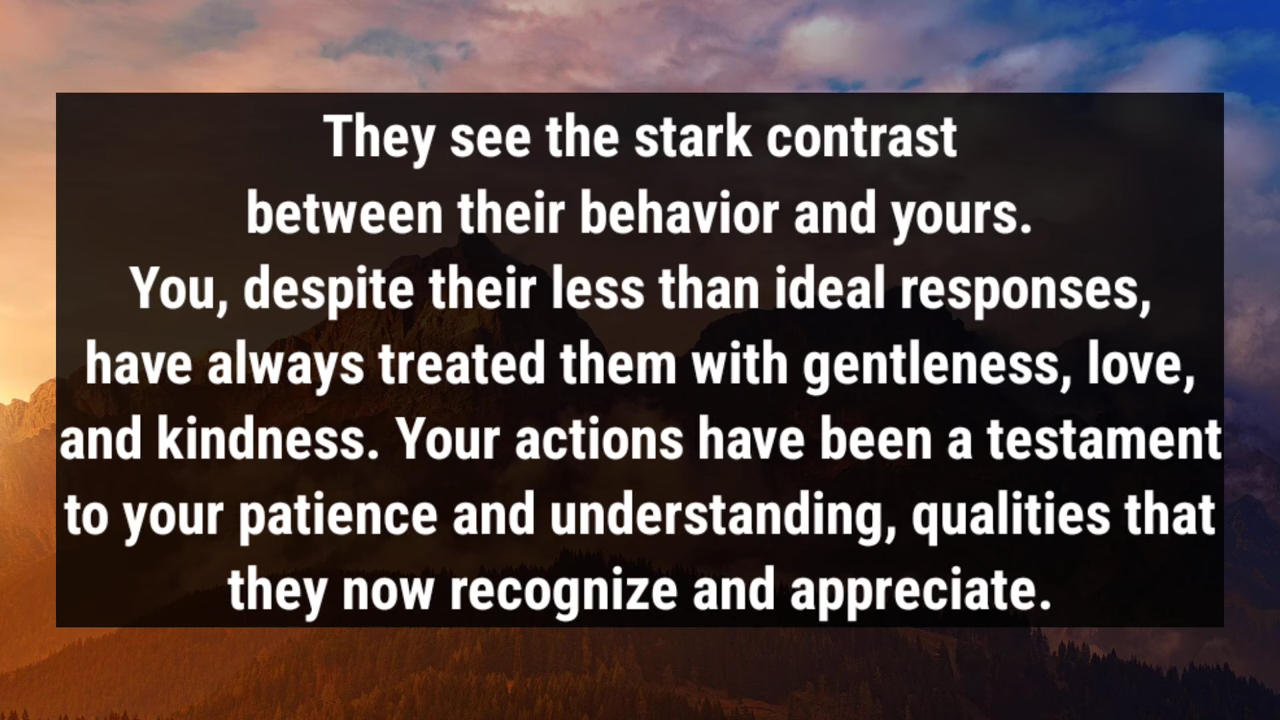 They see the stark contrast
between their behavior and yours.
You, despite their less than ideal responses,
have always treated them with gentleness, love,
and kindness. Your actions have been a testament
to your patience and understanding, qualities that
they now recognize and appreciate.